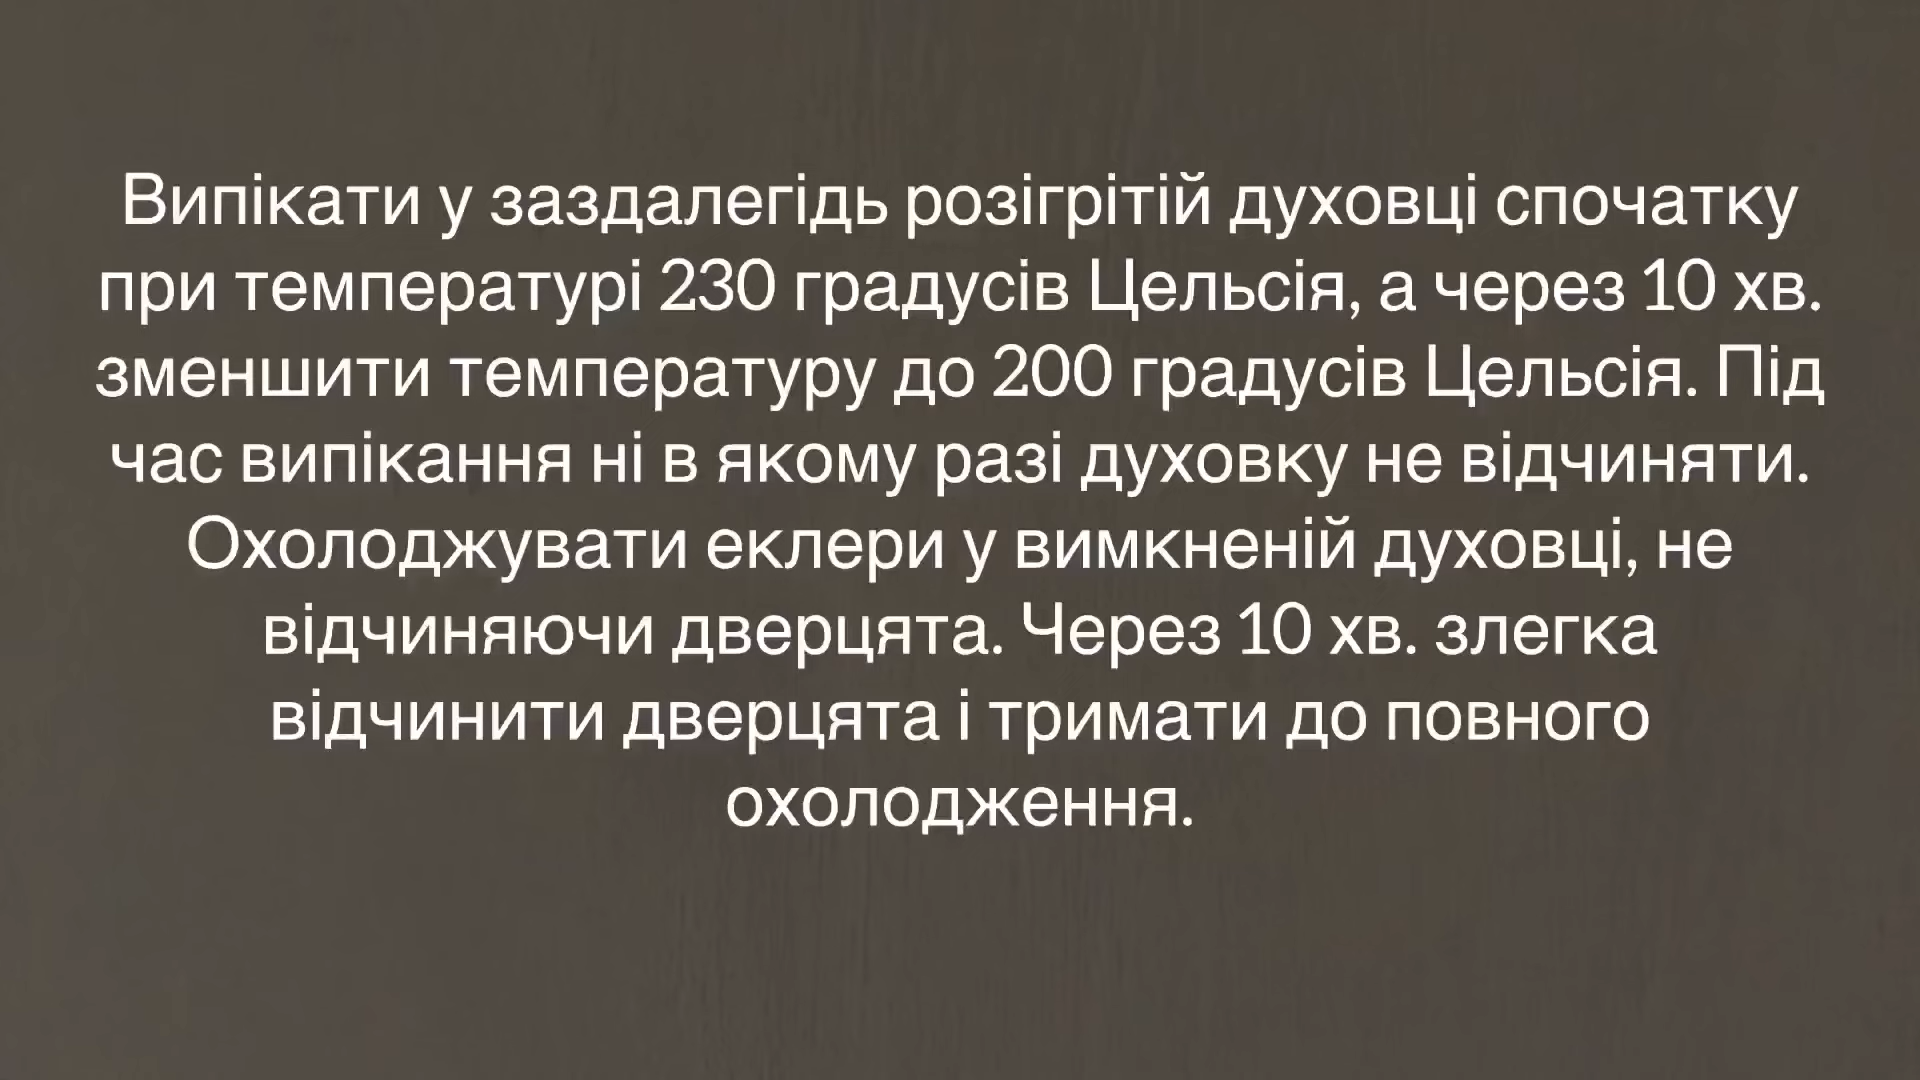 Випікати у заздалегідь розігрітій духовці спочатку
при температурі 230 градусів Цельсія, а через 10 хв.
зменшити температуру до 200 градусів Цельсія. Під
час випікання ні в якому разі духовку не відчиняти.
Охолоджувати еклери у вимкненій духовці, не
відчиняючи дверцята. Через 10 хв. злегка
відчинити дверцята і тримати до повного
охолодження.